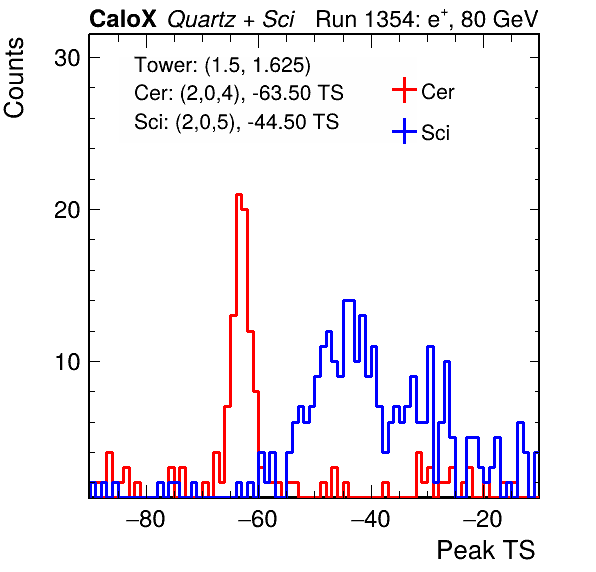 CaloX Quartz + Sci Run 1354: e⁺, 80 GeV
Counts
30
20
10
Tower: (1.5, 1.625)
Cer: (2,0,4), -63.50 TS
Sci: (2,0,5), -44.50 TS
Cer
Sci
−80 −60 −40 −20
Peak TS